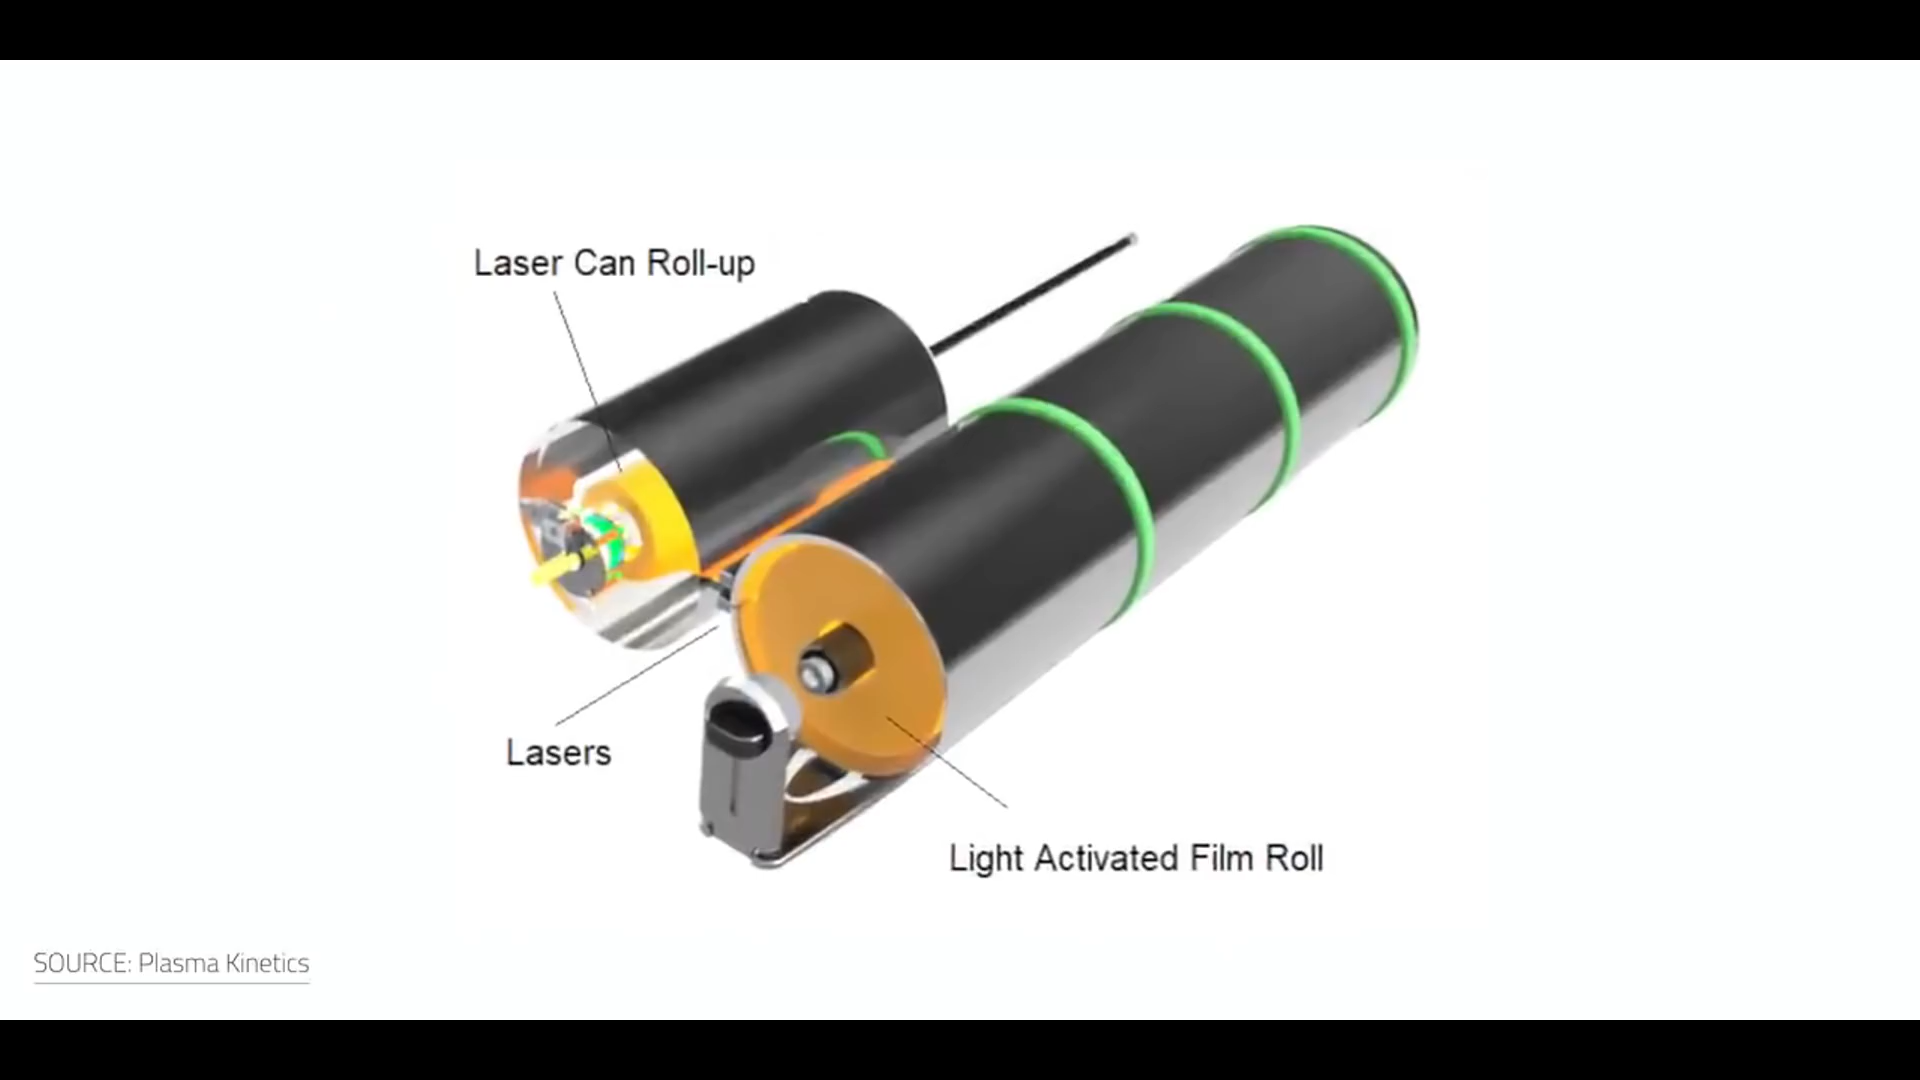 Laser Can Roll-up
Lasers
Light Activated Film Roll
SOURCE: Plasma Kinetics